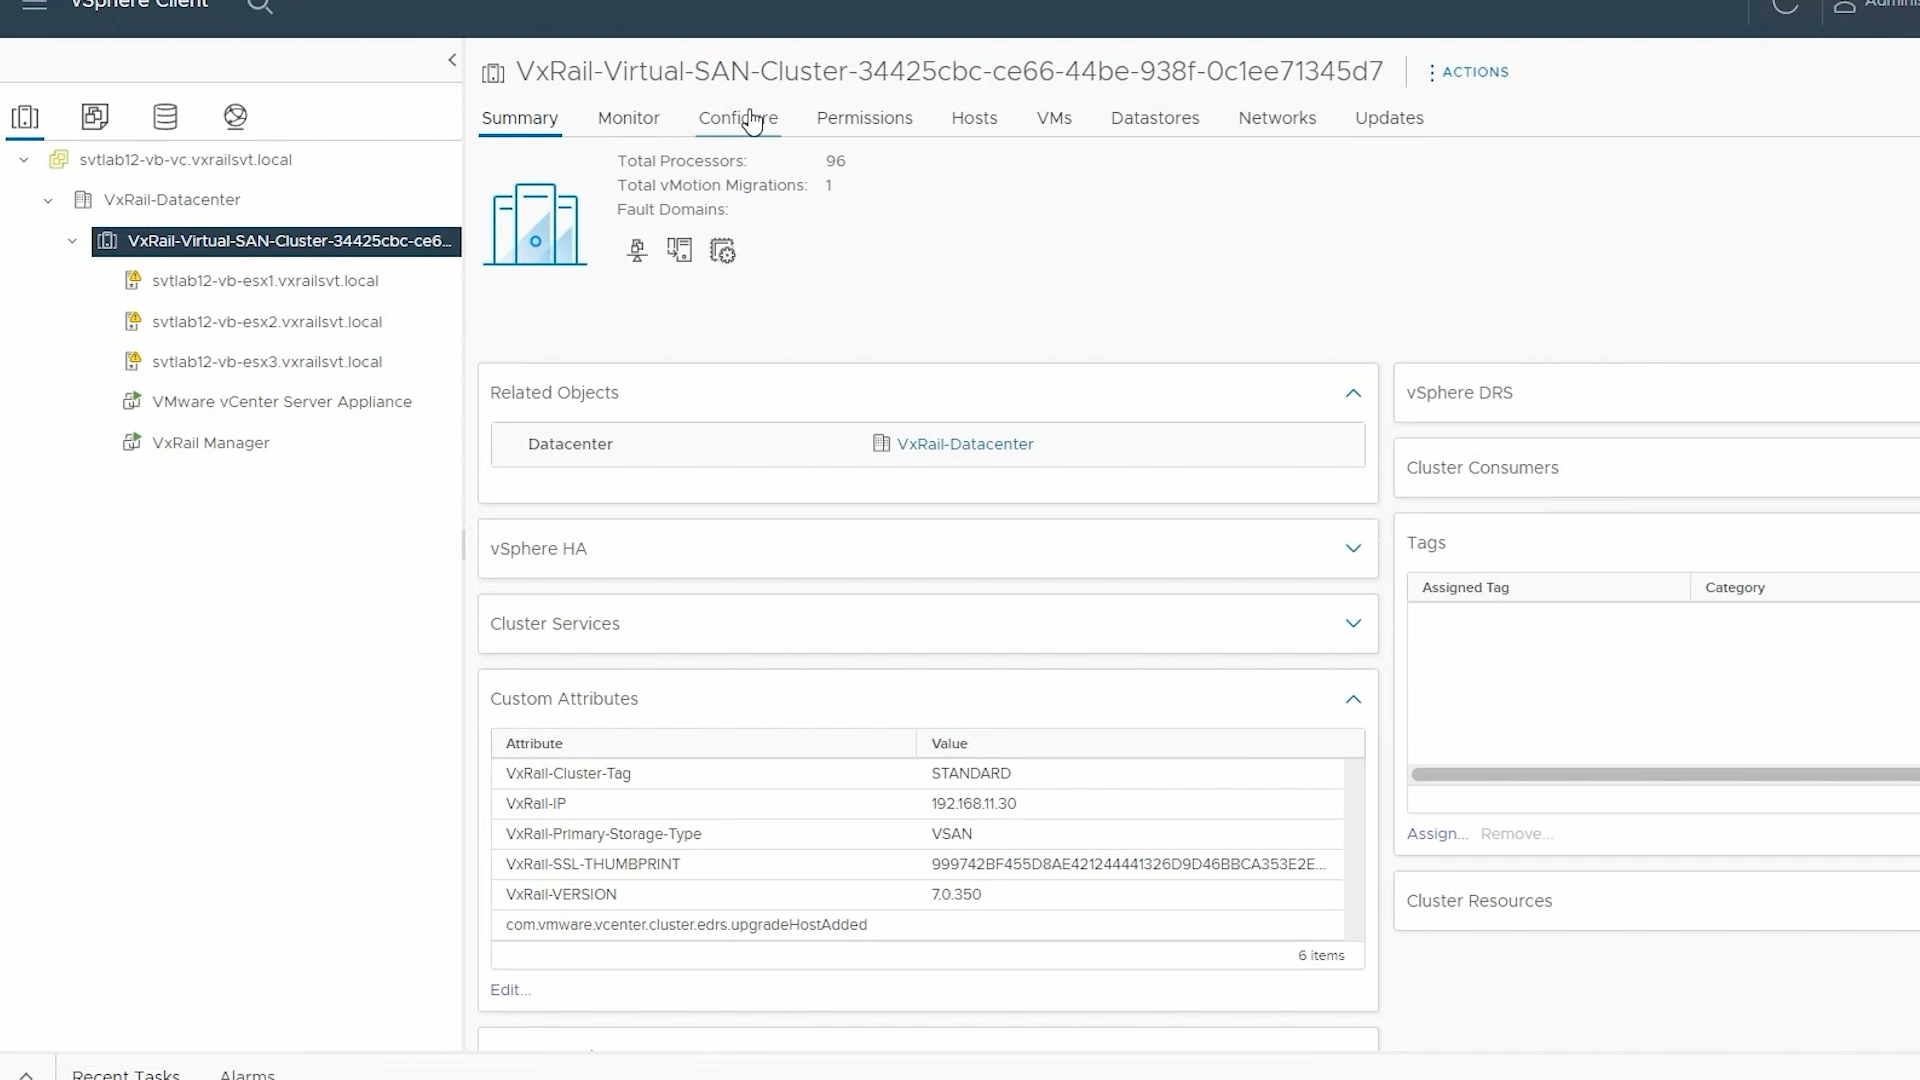 vSphere Client
VxRail-Virtual-SAN-Cluster-34425cbc-ce66-44be-938f-0c1ee71345d7
ACTIONS
Summary Monitor Configure Permissions Hosts VMs Datastores Networks Updates
svtlab12-vb-vc.vxrailsvt.local
VxRail-Datacenter
VxRail-Virtual-SAN-Cluster-34425cbc-ce6...
svtlab12-vb-esx1.vxrailsvt.local
svtlab12-vb-esx2.vxrailsvt.local
svtlab12-vb-esx3.vxrailsvt.local
VMware vCenter Server Appliance
VxRail Manager
Total Processors: 96
Total vMotion Migrations: 1
Fault Domains:
Related Objects
Datacenter VxRail-Datacenter
vSphere HA
Cluster Services
Custom Attributes
Attribute Value
VxRail-Cluster-Tag STANDARD
VxRail-IP 192.168.11.30
VxRail-Primary-Storage-Type VSAN
VxRail-SSL-THUMBPRINT 999742BF455D8AE421244441326D9D46BBCA353E2E...
VxRail-VERSION 7.0.350
com.vmware.vcenter.cluster.edrs.upgradeHostAdded
6 items
Edit...
vSphere DRS
Cluster Consumers
Tags
Assigned Tag Category
Assign... Remove...
Cluster Resources
Recent Tasks Alarms